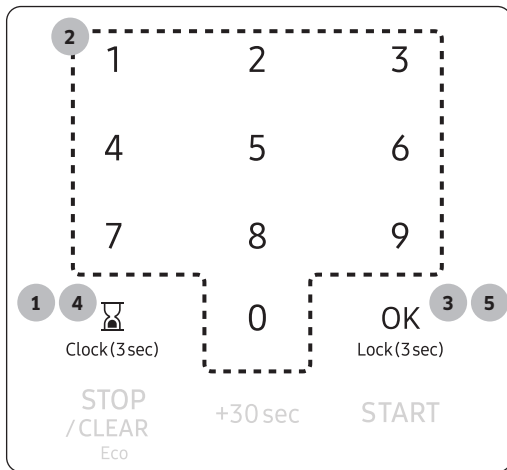 2
1 2 3
4 5 6
7 8 9
1 4 0 OK 3 5
Clock(3 sec) Lock(3 sec)
STOP +30 sec START
/CLEAR
Eco